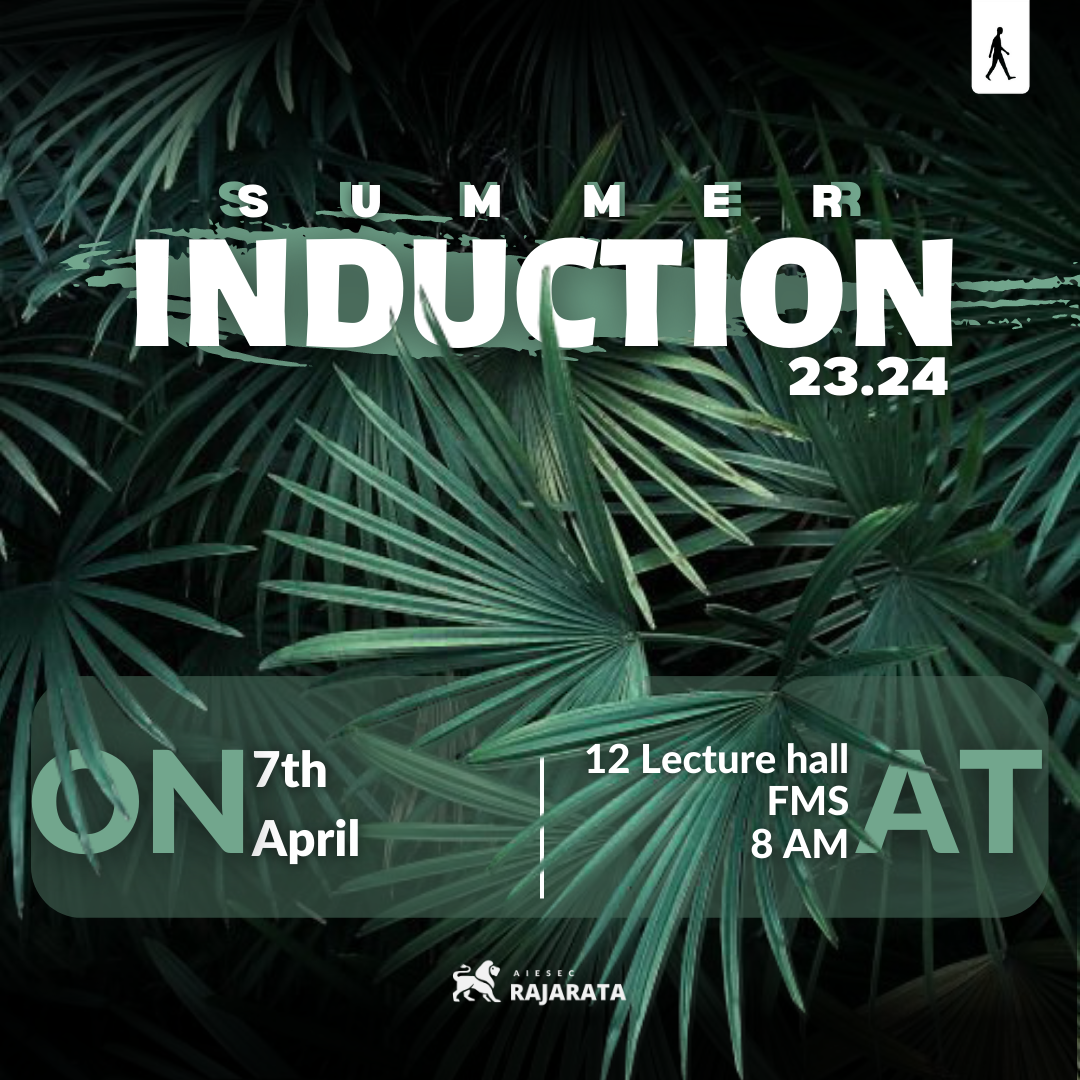 SUMMER
INDUCTION
23.24
ON
7th
April
12 Lecture hall
FMS
8 AM
AT
AIESEC
RAJARATA